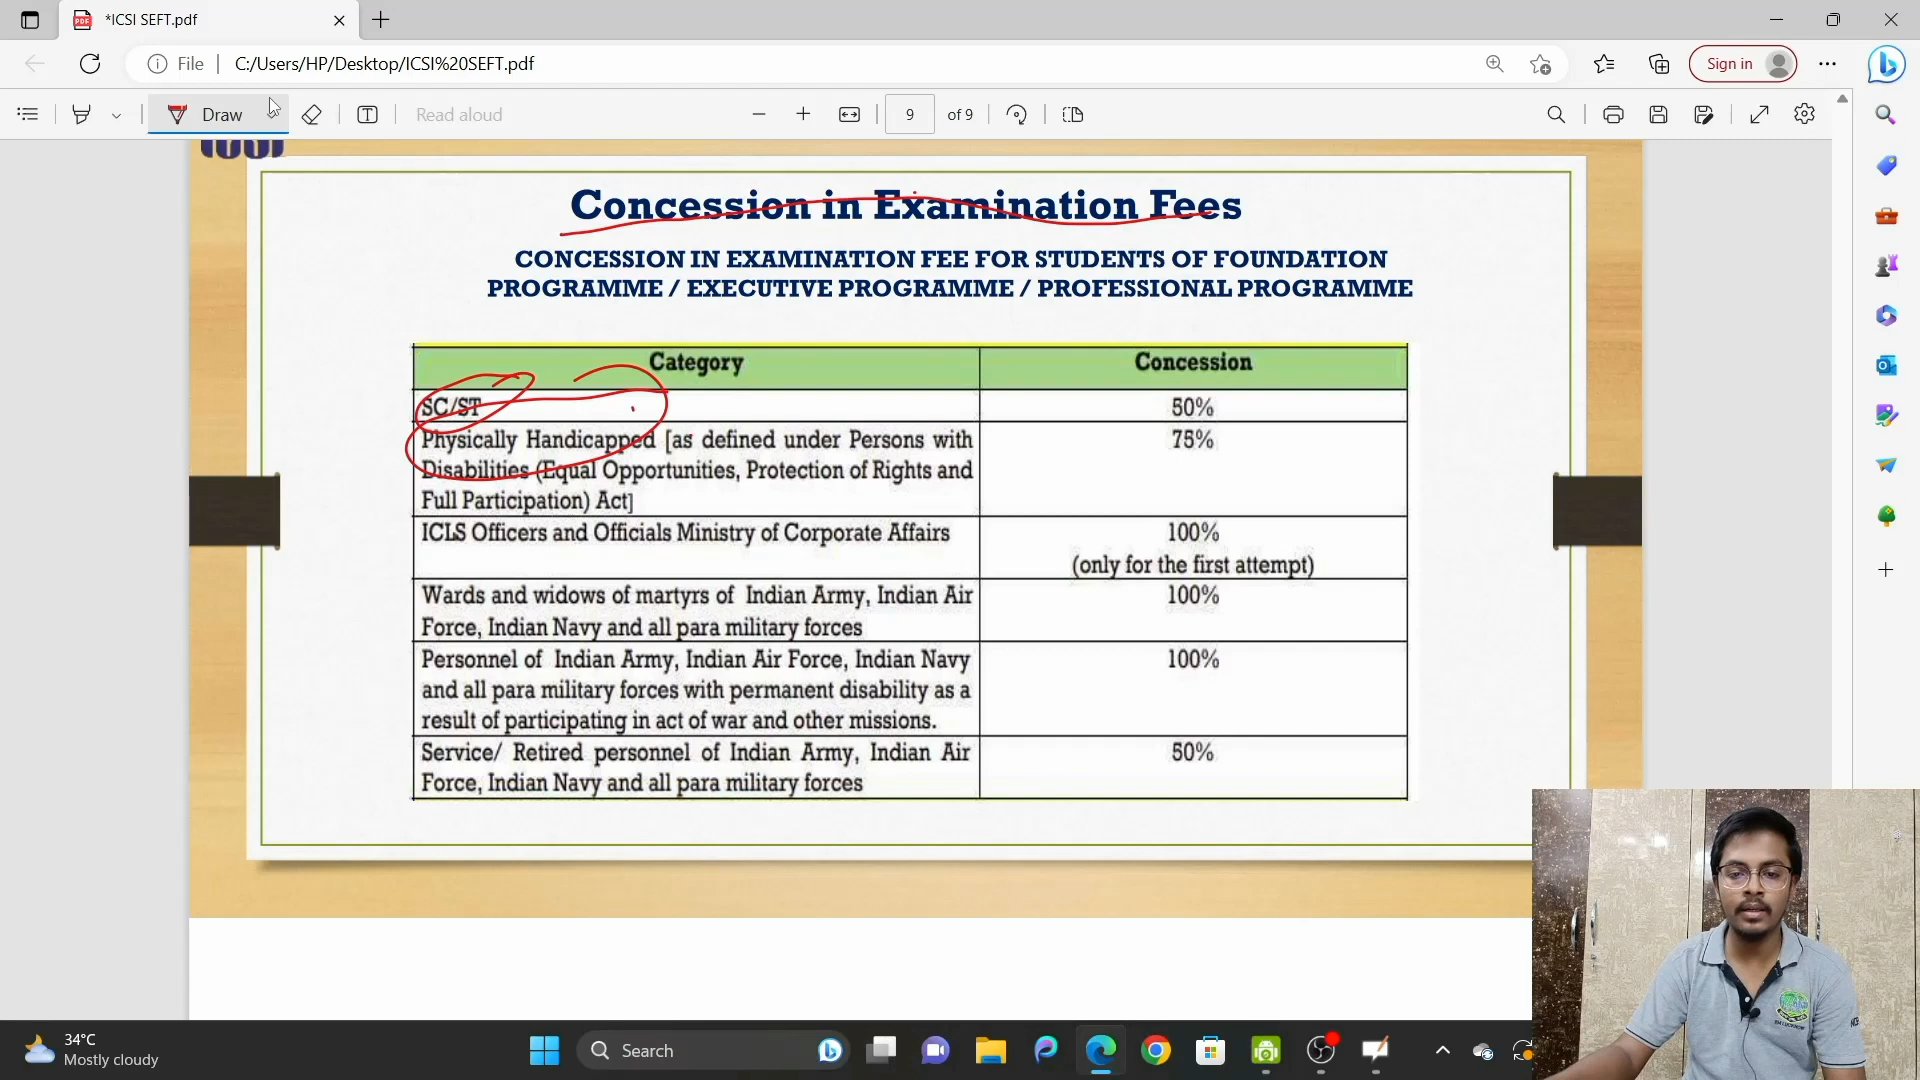 *ICSI SEFT.pdf
File
C:/Users/HP/Desktop/ICSI%20SEFT.pdf
Sign in
Draw
Read aloud
9
of 9
Concession in Examination Fees
CONCESSION IN EXAMINATION FEE FOR STUDENTS OF FOUNDATION
PROGRAMME / EXECUTIVE PROGRAMME / PROFESSIONAL PROGRAMME
Category
Concession
SC/ST
50%
Physically Handicapped [as defined under Persons with
Disabilities (Equal Opportunities, Protection of Rights and
Full Participation) Act]
75%
ICLS Officers and Officials Ministry of Corporate Affairs
100%
(only for the first attempt)
Wards and widows of martyrs of Indian Army, Indian Air
Force, Indian Navy and all para military forces
100%
Personnel of Indian Army, Indian Air Force, Indian Navy
and all para military forces with permanent disability as a
result of participating in act of war and other missions.
100%
Service/ Retired personnel of Indian Army, Indian Air
Force, Indian Navy and all para military forces
50%
34°C
Mostly cloudy
Search